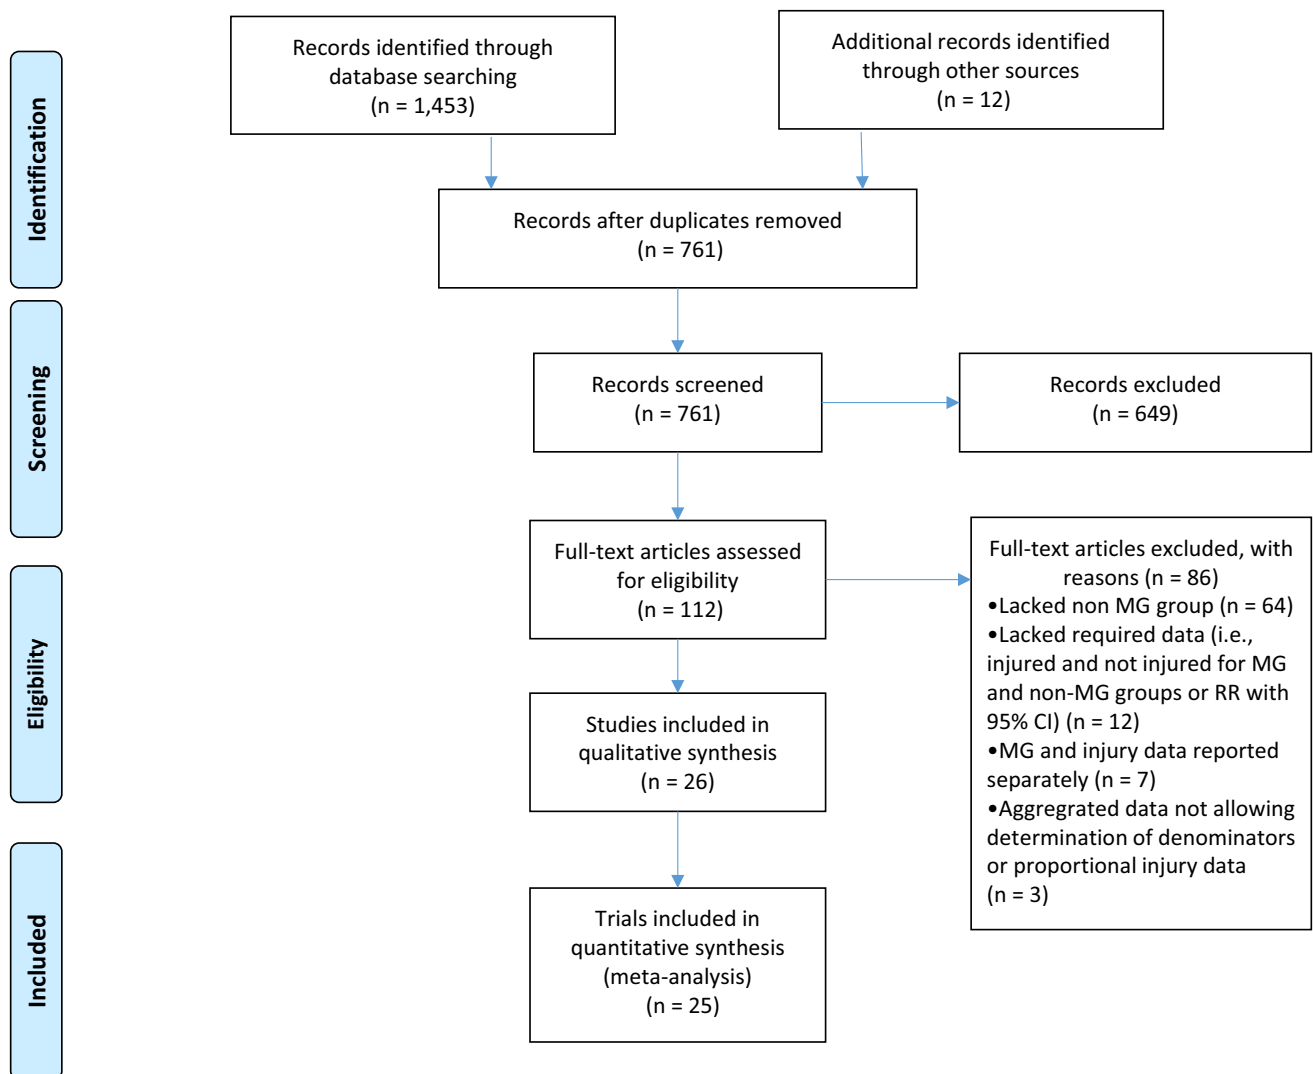 Identification
Records identified through
database searching
(n = 1,453)
Additional records identified
through other sources
(n = 12)
Records after duplicates removed
(n = 761)
Screening
Records screened
(n = 761)
Records excluded
(n = 649)
Eligibility
Full-text articles assessed
for eligibility
(n = 112)
Full-text articles excluded, with
reasons (n = 86)
•Lacked non MG group (n = 64)
•Lacked required data (i.e.,
injured and not injured for MG
and non-MG groups or RR with
95% CI) (n = 12)
•MG and injury data reported
separately (n = 7)
•Aggregrated data not allowing
determination of denominators
or proportional injury data
(n = 3)
Studies included in
qualitative synthesis
(n = 26)
Included
Trials included in
quantitative synthesis
(meta-analysis)
(n = 25)